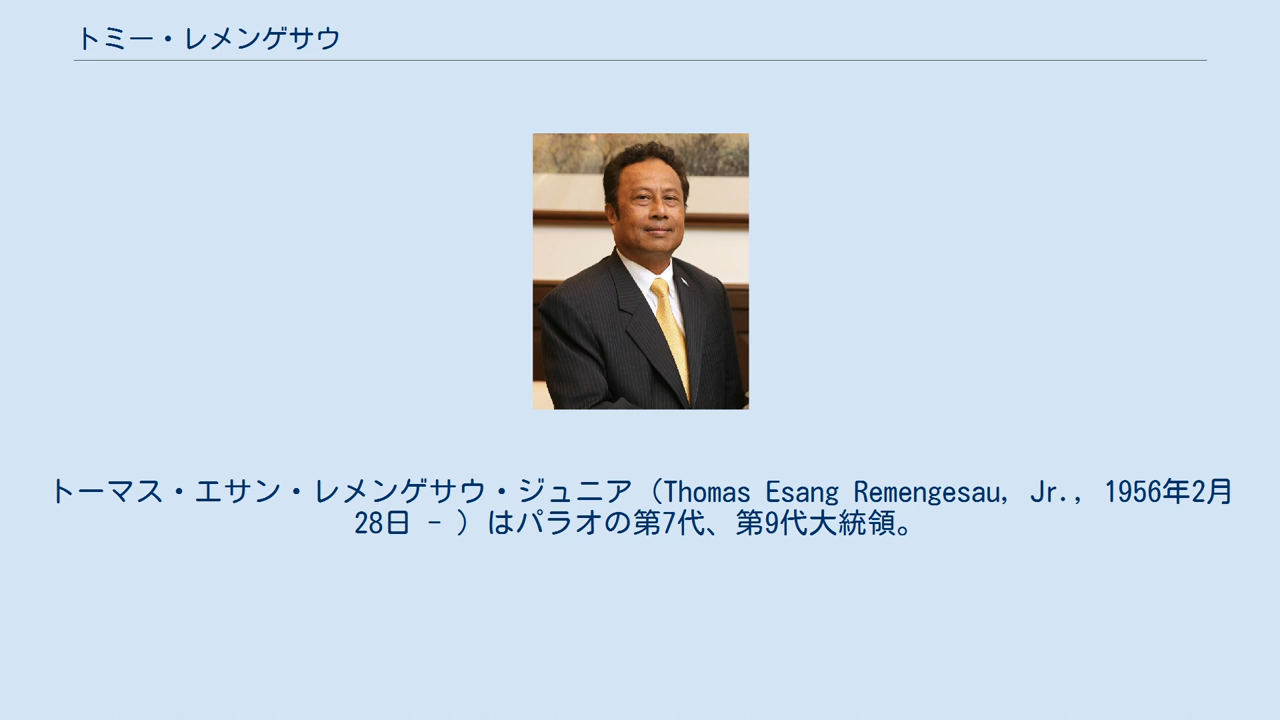 トミー・レメンゲサウ
トーマス・エサン・レメンゲサウ・ジュニア（Thomas Esang Remengesau, Jr., 1956年2月
28日 - ）はパラオの第7代、第9代大統領。